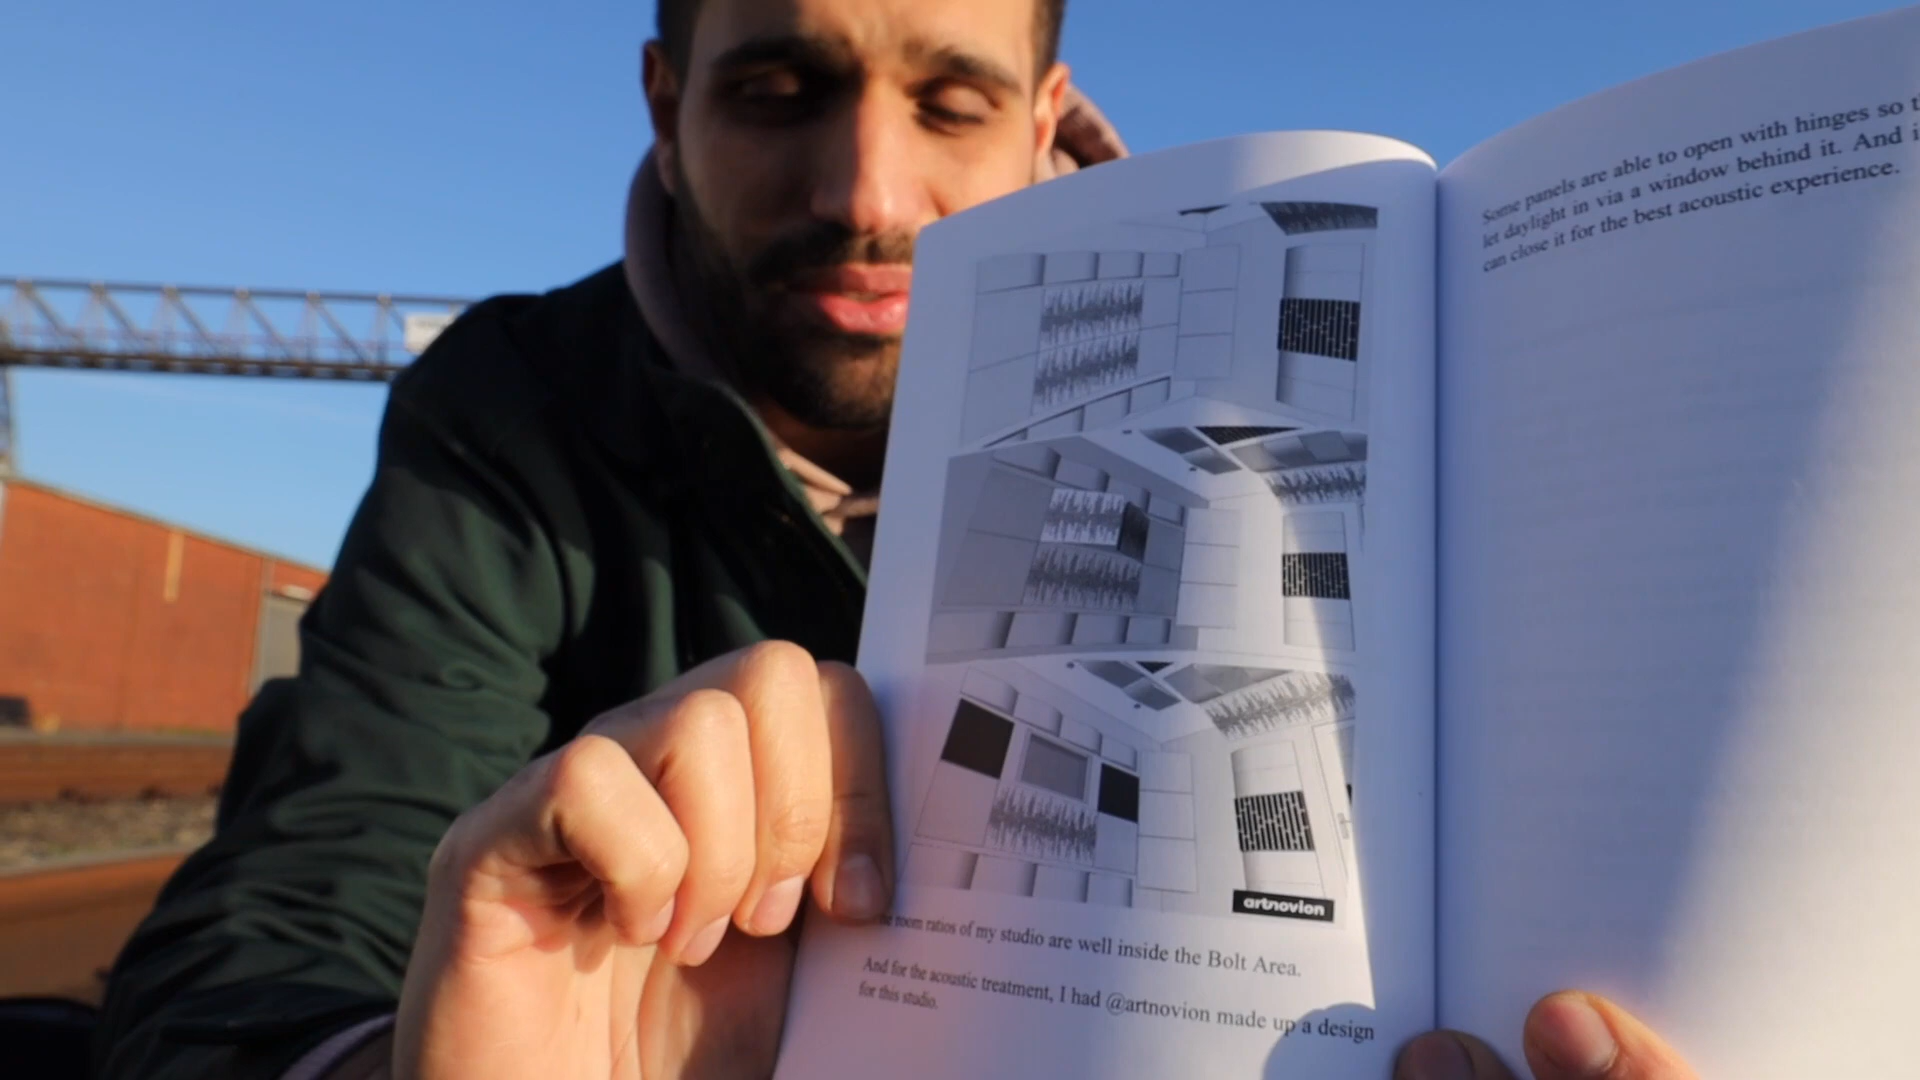 artnovion
room ratios of my studio are well inside the Bolt Area.
And for the acoustic treatment, I had @artnovion made up a design
for this studio.
Some panels are able to open with hinges so
let daylight in via a window behind it. And
can close it for the best acoustic experience.